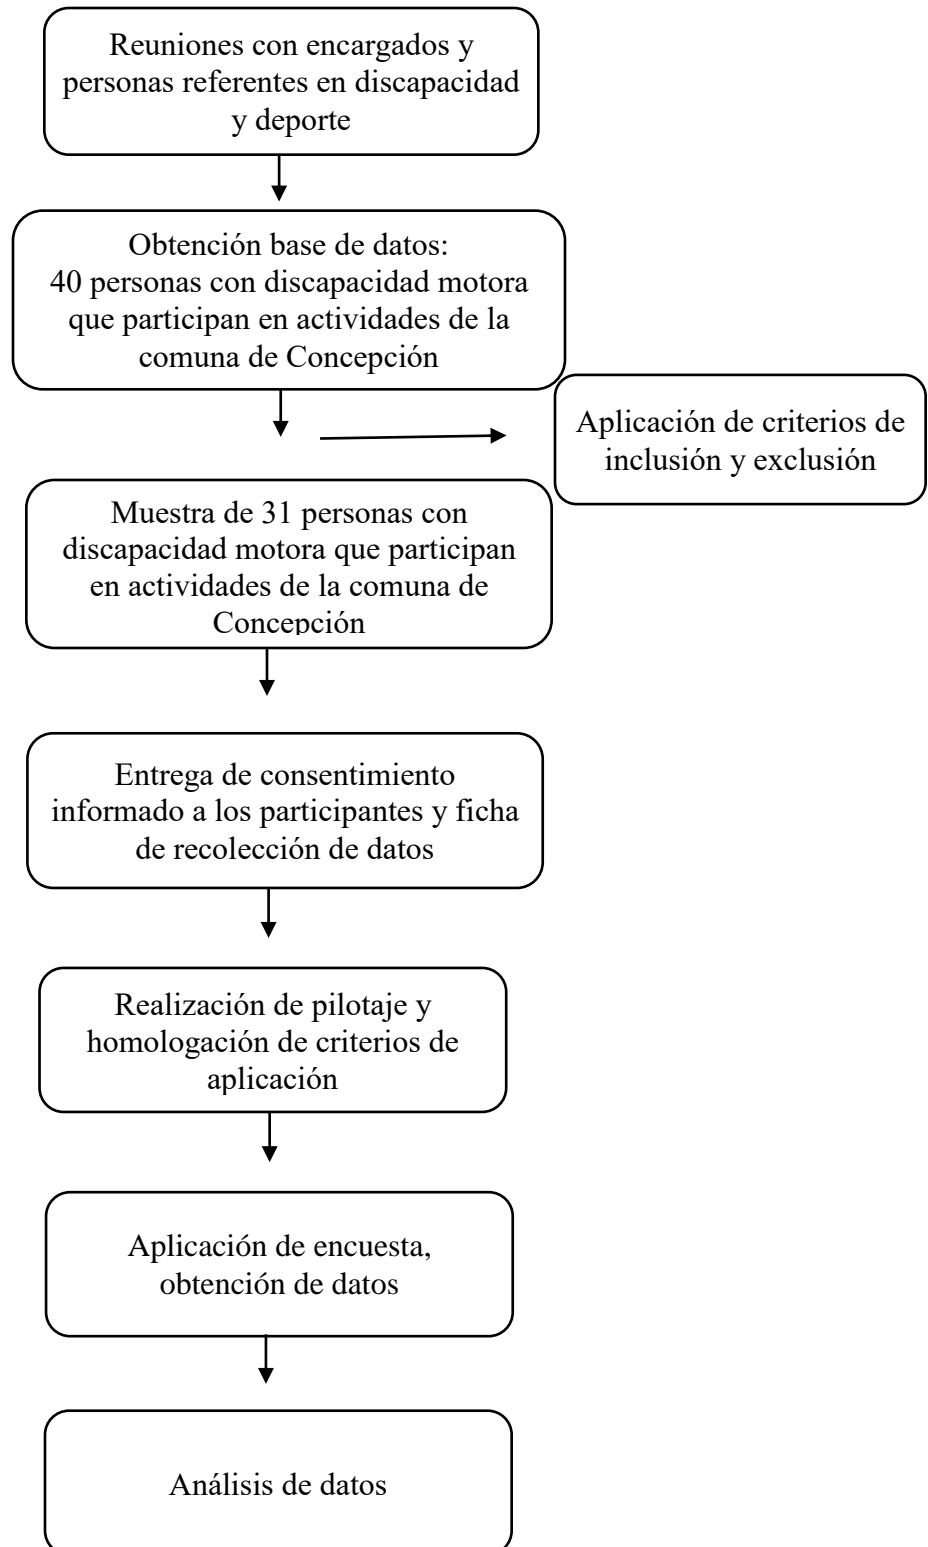 Reuniones con encargados y
personas referentes en discapacidad
y deporte
Obtención base de datos:
40 personas con discapacidad motora
que participan en actividades de la
comuna de Concepción
Aplicación de criterios de
inclusión y exclusión
Muestra de 31 personas con
discapacidad motora que participan
en actividades de la comuna de
Concepción
Entrega de consentimiento
informado a los participantes y ficha
de recolección de datos
Realización de pilotaje y
homologación de criterios de
aplicación
Aplicación de encuesta,
obtención de datos
Análisis de datos